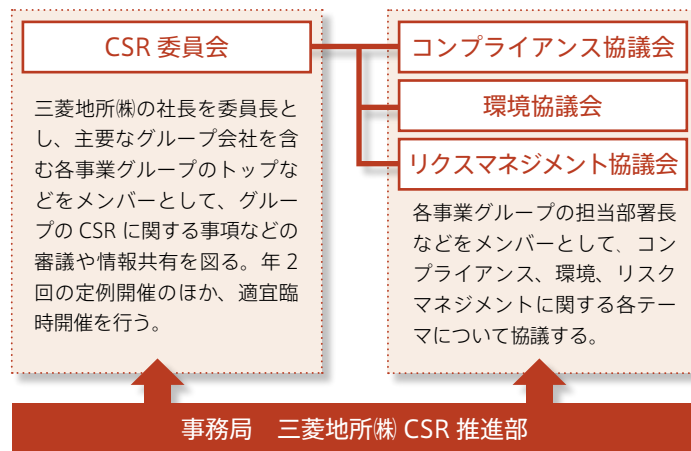 CSR 委員会
三菱地所㈱の社長を委員長と
し、主要なグループ会社を含
む各事業グループのトップな
どをメンバーとして、グルー
プの CSR に関する事項などの
審議や情報共有を図る。年 2
回の定例開催のほか、適宜臨
時開催を行う。
コンプライアンス協議会
環境協議会
リクスマネジメント協議会
各事業グループの担当部署長
などをメンバーとして、コン
プライアンス、環境、リスク
マネジメントに関する各テー
マについて協議する。
事務局　三菱地所㈱ CSR 推進部